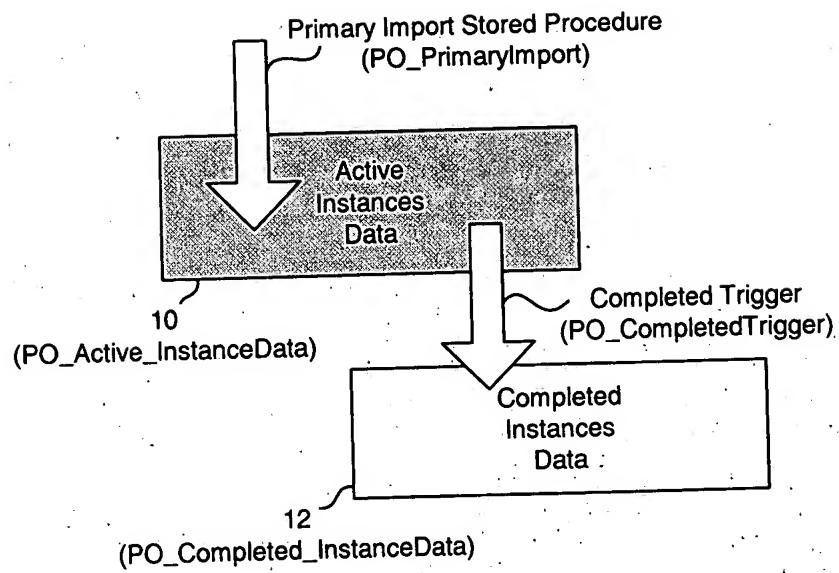 Primary Import Stored Procedure
(PO_PrimaryImport)
Active
Instances
Data
10
(PO_Active_InstanceData)
Completed Trigger
(PO_CompletedTrigger)
Completed
Instances
Data
12
(PO_Completed_InstanceData)